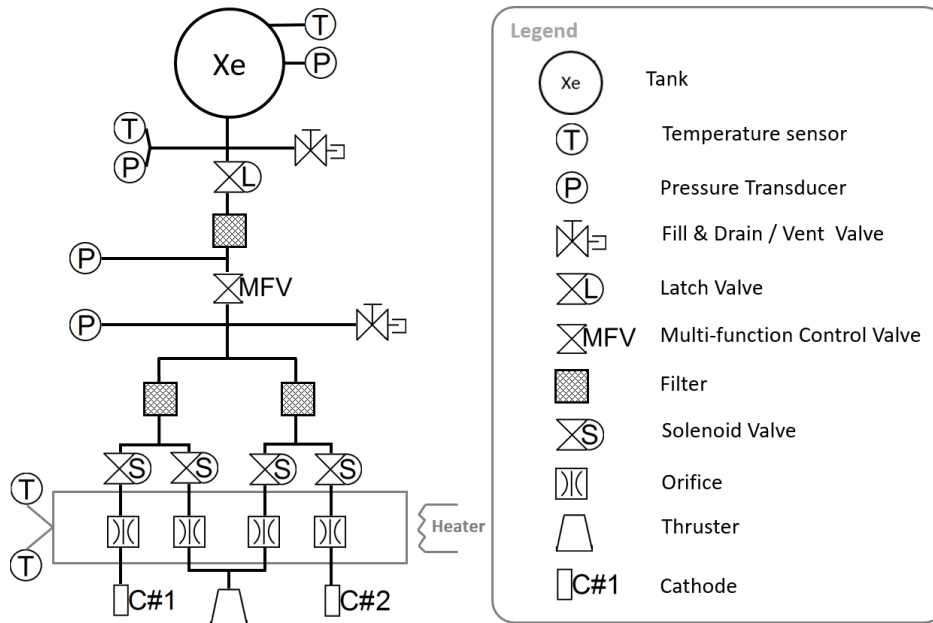 T
Xe
P
T
P
L
P
MFV
P
S S S S
T
Heater
T
C#1 C#2
Legend
Xe Tank
T Temperature sensor
P Pressure Transducer
Fill & Drain / Vent Valve
L Latch Valve
MFV Multi-function Control Valve
Filter
S Solenoid Valve
Orifice
Thruster
C#1 Cathode